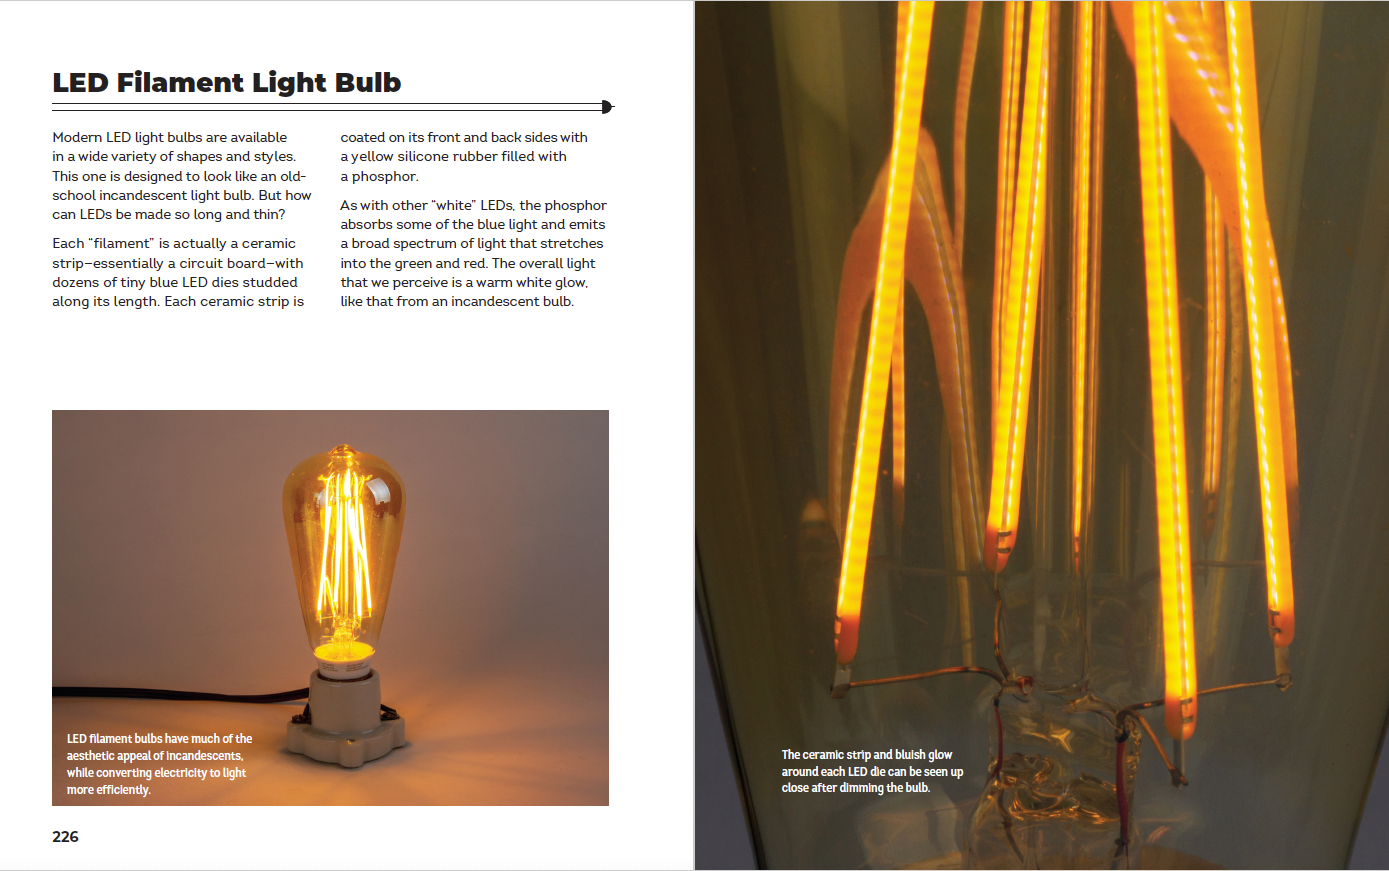 LED Filament Light Bulb
Modern LED light bulbs are available
in a wide variety of shapes and styles.
This one is designed to look like an old-
school incandescent light bulb. But how
can LEDs be made so long and thin?
Each “filament” is actually a ceramic
strip—essentially a circuit board—with
dozens of tiny blue LED dies studded
along its length. Each ceramic strip is
coated on its front and back sides with
a yellow silicone rubber filled with
a phosphor.
As with other “white” LEDs, the phosphor
absorbs some of the blue light and emits
a broad spectrum of light that stretches
into the green and red. The overall light
that we perceive is a warm white glow,
like that from an incandescent bulb.
LED filament bulbs have much of the
aesthetic appeal of incandescents,
while converting electricity to light
more efficiently.
226
The ceramic strip and bluish glow
around each LED die can be seen up
close after dimming the bulb.